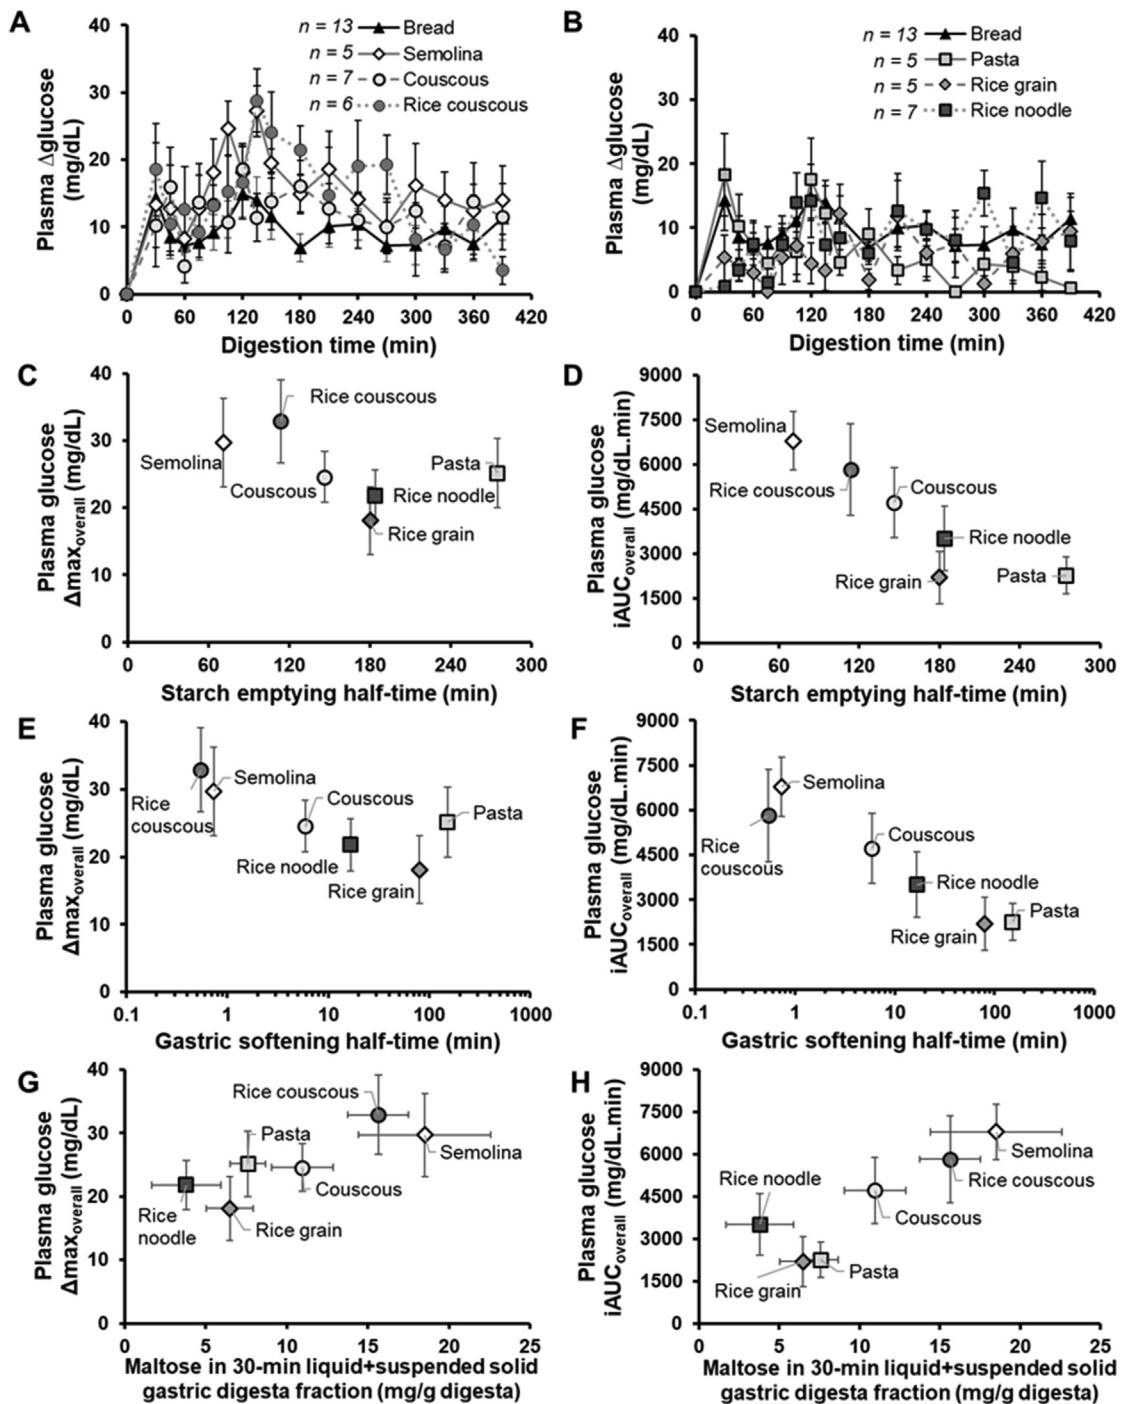 A
n = 13 Bread
n = 5 Semolina
n = 7 Couscous
n = 6 Rice couscous
Plasma Δglucose
(mg/dL)
40
30
20
10
0
0 60 120 180 240 300 360 420
Digestion time (min)
B
n = 13 Bread
n = 5 Pasta
n = 5 Rice grain
n = 7 Rice noodle
Plasma Δglucose
(mg/dL)
40
30
20
10
0
0 60 120 180 240 300 360 420
Digestion time (min)
C
Plasma glucose
Δmaxoverall (mg/dL)
40
30
20
10
0
Rice couscous
Semolina
Couscous
Pasta
Rice noodle
Rice grain
0 60 120 180 240 300
Starch emptying half-time (min)
D
Plasma glucose
iAUCoverall (mg/dL.min)
9000
7500
6000
4500
3000
1500
0
Semolina
Rice couscous
Couscous
Rice noodle
Rice grain
Pasta
0 60 120 180 240 300
Starch emptying half-time (min)
E
Plasma glucose
Δmaxoverall (mg/dL)
40
30
20
10
0
Semolina
Rice
couscous
Couscous
Pasta
Rice noodle
Rice grain
0.1 1 10 100 1000
Gastric softening half-time (min)
F
Plasma glucose
iAUCoverall (mg/dL.min)
9000
7500
6000
4500
3000
1500
0
Semolina
Rice
couscous
Couscous
Rice noodle
Pasta
Rice grain
0.1 1 10 100 1000
Gastric softening half-time (min)
G
Plasma glucose
Δmaxoverall (mg/dL)
40
30
20
10
0
Rice couscous
Pasta
Semolina
Couscous
Rice
noodle
Rice grain
0 5 10 15 20 25
Maltose in 30-min liquid+suspended solid
gastric digesta fraction (mg/g digesta)
H
Plasma glucose
iAUCoverall (mg/dL.min)
9000
7500
6000
4500
3000
1500
0
Semolina
Rice noodle
Rice couscous
Couscous
Pasta
Rice grain
0 5 10 15 20 25
Maltose in 30-min liquid+suspended solid
gastric digesta fraction (mg/g digesta)